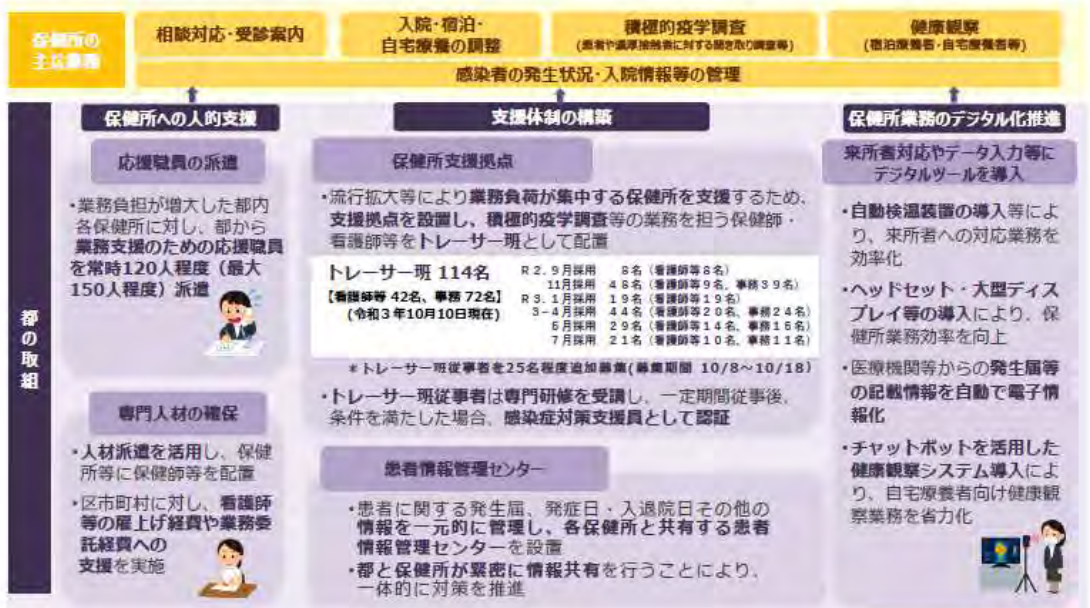 保健所の
主な業務
相談対応・受診案内
入院・宿泊・
自宅療養の調整
積極的疫学調査
(患者や濃厚接触者に対する聞き取り調査等)
健康観察
(宿泊療養者・自宅療養者等)
感染者の発生状況・入院情報等の管理
都の取組
保健所への人的支援
応援職員の派遣
・業務負担が増大した都内
各保健所に対し、都から
業務支援のための応援職員
を常時120人程度（最大
150人程度）派遣
専門人材の確保
・人材派遣を活用し、保健
所等に保健師等を配置
・区市町村に対し、看護師
等の雇上げ経費や業務委
託経費への
支援を実施
支援体制の構築
保健所支援拠点
・流行拡大等により業務負荷が集中する保健所を支援するため、
支援拠点を設置し、積極的疫学調査等の業務を担う保健師・
看護師等をトレーサー班として配置
トレーサー班 114名
【看護師等 42名、事務 72名】
(令和３年10月10日現在)
Ｒ２．９月採用　８名（看護師等８名）
11月採用　４８名（看護師等９名、事務３９名）
Ｒ３．１月採用　１９名（看護師等１９名）
３－４月採用　４４名（看護師等２０名、事務２４名）
６月採用　２９名（看護師等１４名、事務１５名）
７月採用　２１名（看護師等１０名、事務１１名）
＊トレーサー班従事者を25名程度追加募集(募集期間 10/8～10/18)
・トレーサー班従事者は専門研修を受講し、一定期間従事後、
条件を満たした場合、感染症対策支援員として認証
患者情報管理センター
・患者に関する発生届、発症日・入退院日その他の
情報を一元的に管理し、各保健所と共有する患者
情報管理センターを設置
・都と保健所が緊密に情報共有を行うことにより、
一体的に対策を推進
保健所業務のデジタル化推進
来所者対応やデータ入力等に
デジタルツールを導入
・自動検温装置の導入等によ
り、来所者への対応業務を
効率化
・ヘッドセット・大型ディス
プレイ等の導入により、保
健所業務効率を向上
・医療機関等からの発生届等
の記載情報を自動で電子情
報化
・チャットボットを活用した
健康観察システム導入によ
り、自宅療養者向け健康観
察業務を省力化